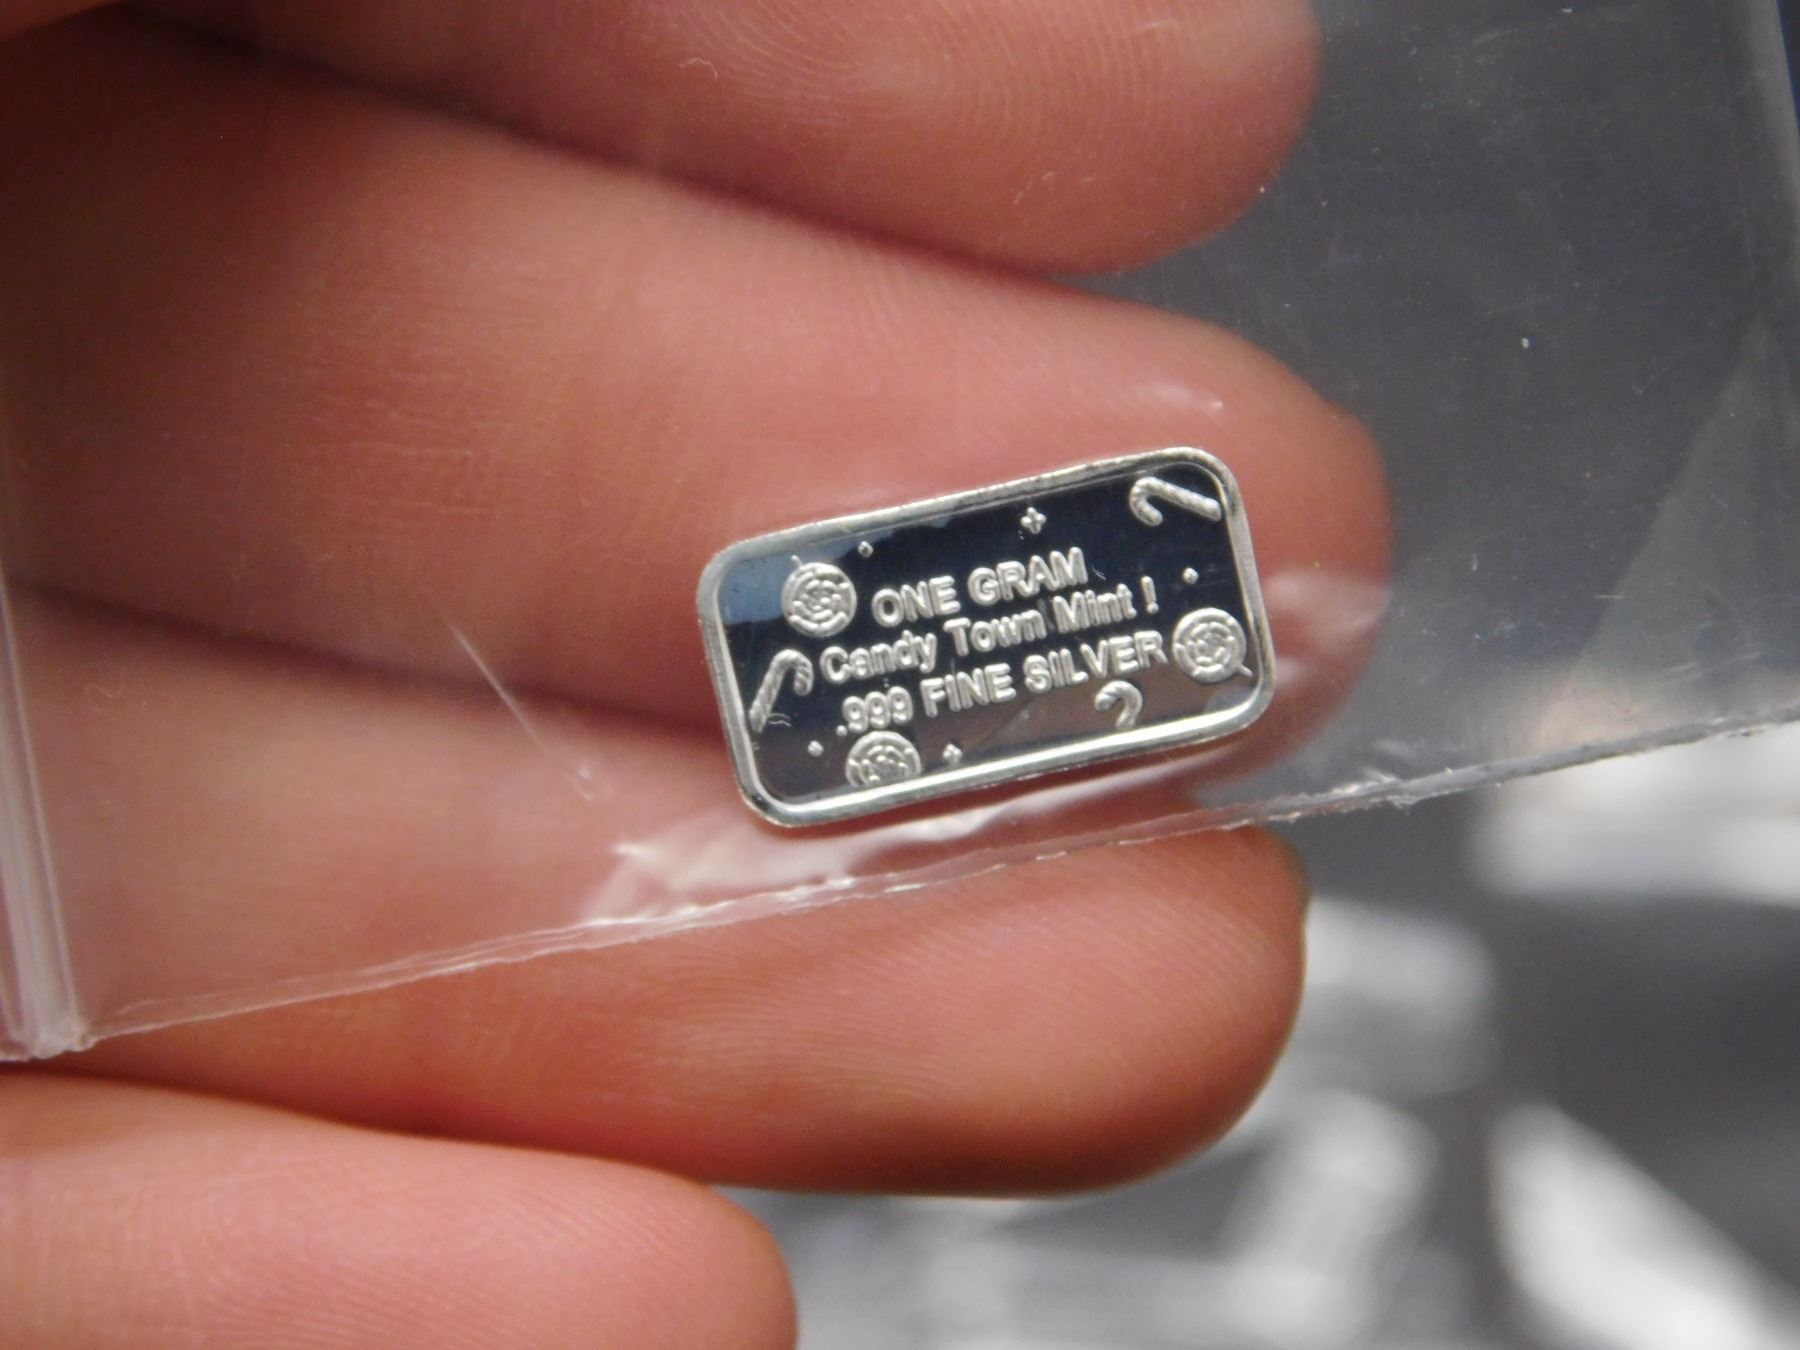 ONE GRAM
Candy Town Mint !
.999 FINE SILVER